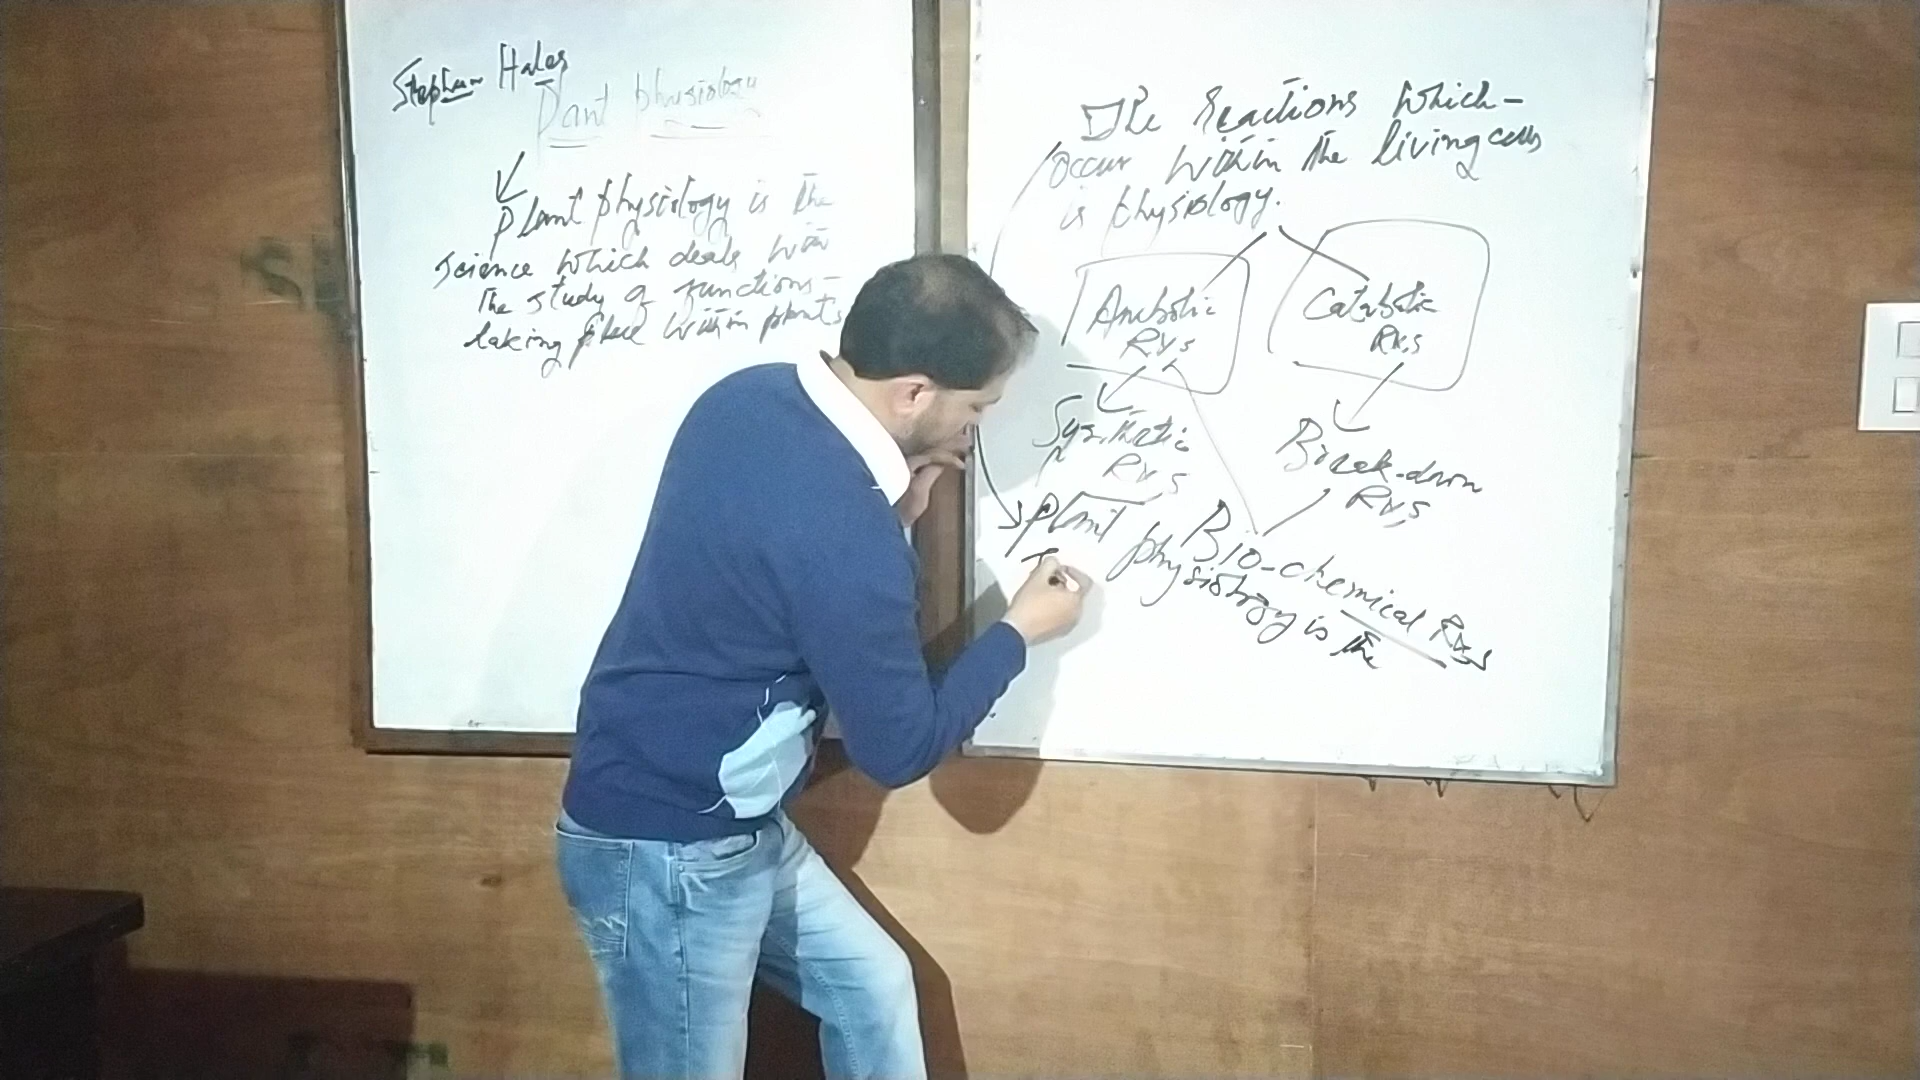 Stephen Hales
Plant physiology
Plant physiology is the
science which deals with
the study of functions-
taking place within plants
The reactions which-
occur within the living cells
is physiology.
Anabolic
Rxs
Catabolic
Rxs
Synthetic
Rxs
Break-down
Rxs
Bio-chemical Rxs
Plant physiology is the